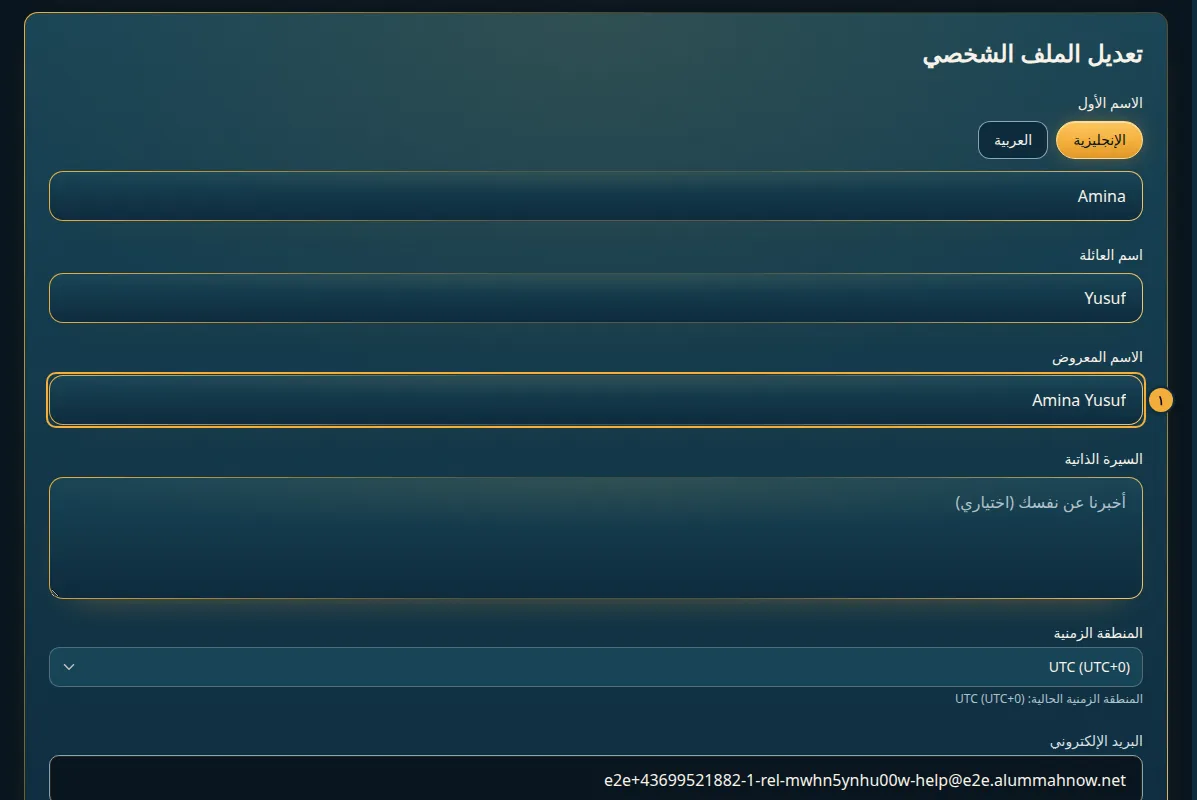 تعديل الملف الشخصي
الاسم الأول
الإنجليزية العربية
Amina
اسم العائلة
Yusuf
الاسم المعروض
Amina Yusuf
١
السيرة الذاتية
أخبرنا عن نفسك (اختياري)
المنطقة الزمنية
UTC (UTC+0)
المنطقة الزمنية الحالية: UTC (UTC+0)
البريد الإلكتروني
e2e+43699521882-1-rel-mwhn5ynhu00w-help@e2e.alummahnow.net